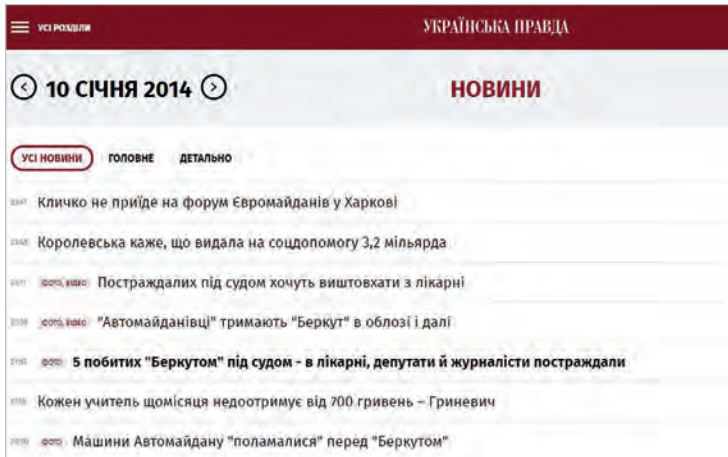 УСІ РОЗДІЛИ
УКРАЇНСЬКА ПРАВДА
10 СІЧНЯ 2014
НОВИНИ
УСІ НОВИНИ ГОЛОВНЕ ДЕТАЛЬНО
Кличко не приїде на форум Євромайданів у Харкові
Королевська каже, що видала на соцдопомогу 3,2 мільярда
ФОТО, ВІДЕО Постраждалих під судом хочуть виштовхати з лікарні
ФОТО, ВІДЕО "Автомайданівці" тримають "Беркут" в облозі і далі
ФОТО 5 побитих "Беркутом" під судом - в лікарні, депутати й журналісти постраждали
Кожен учитель щомісяця недоотримує від 700 гривень – Гриневич
ФОТО Машини Автомайдану "поламалися" перед "Беркутом"